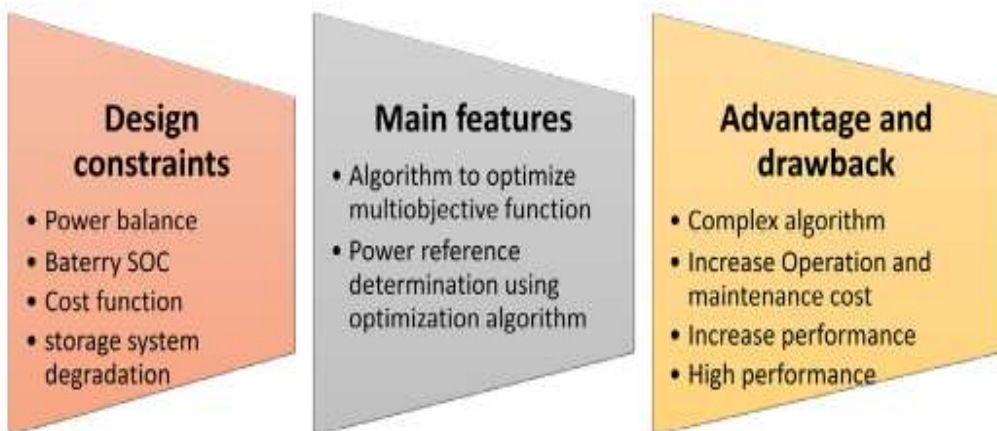 Design
constraints
• Power balance
• Baterry SOC
• Cost function
• storage system
degradation
Main features
• Algorithm to optimize
multiobjective function
• Power reference
determination using
optimization algorithm
Advantage and
drawback
• Complex algorithm
• Increase Operation and
maintenance cost
• Increase performance
• High performance